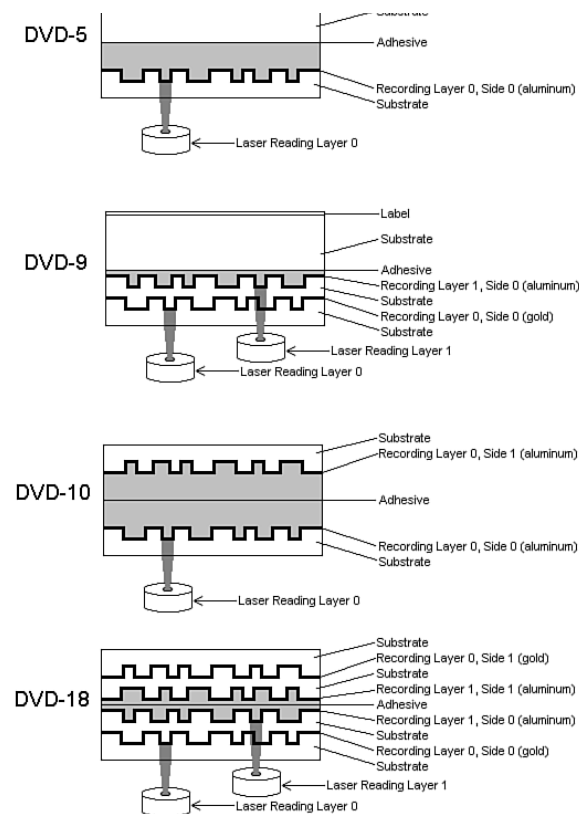 DVD-5
Substrate
Adhesive
Recording Layer 0, Side 0 (aluminum)
Substrate
Laser Reading Layer 0
DVD-9
Label
Substrate
Adhesive
Recording Layer 1, Side 0 (aluminum)
Substrate
Recording Layer 0, Side 0 (gold)
Substrate
Laser Reading Layer 1
Laser Reading Layer 0
DVD-10
Substrate
Recording Layer 0, Side 1 (aluminum)
Adhesive
Recording Layer 0, Side 0 (aluminum)
Substrate
Laser Reading Layer 0
DVD-18
Substrate
Recording Layer 0, Side 1 (gold)
Substrate
Recording Layer 1, Side 1 (aluminum)
Adhesive
Recording Layer 1, Side 0 (aluminum)
Substrate
Recording Layer 0, Side 0 (gold)
Substrate
Laser Reading Layer 1
Laser Reading Layer 0